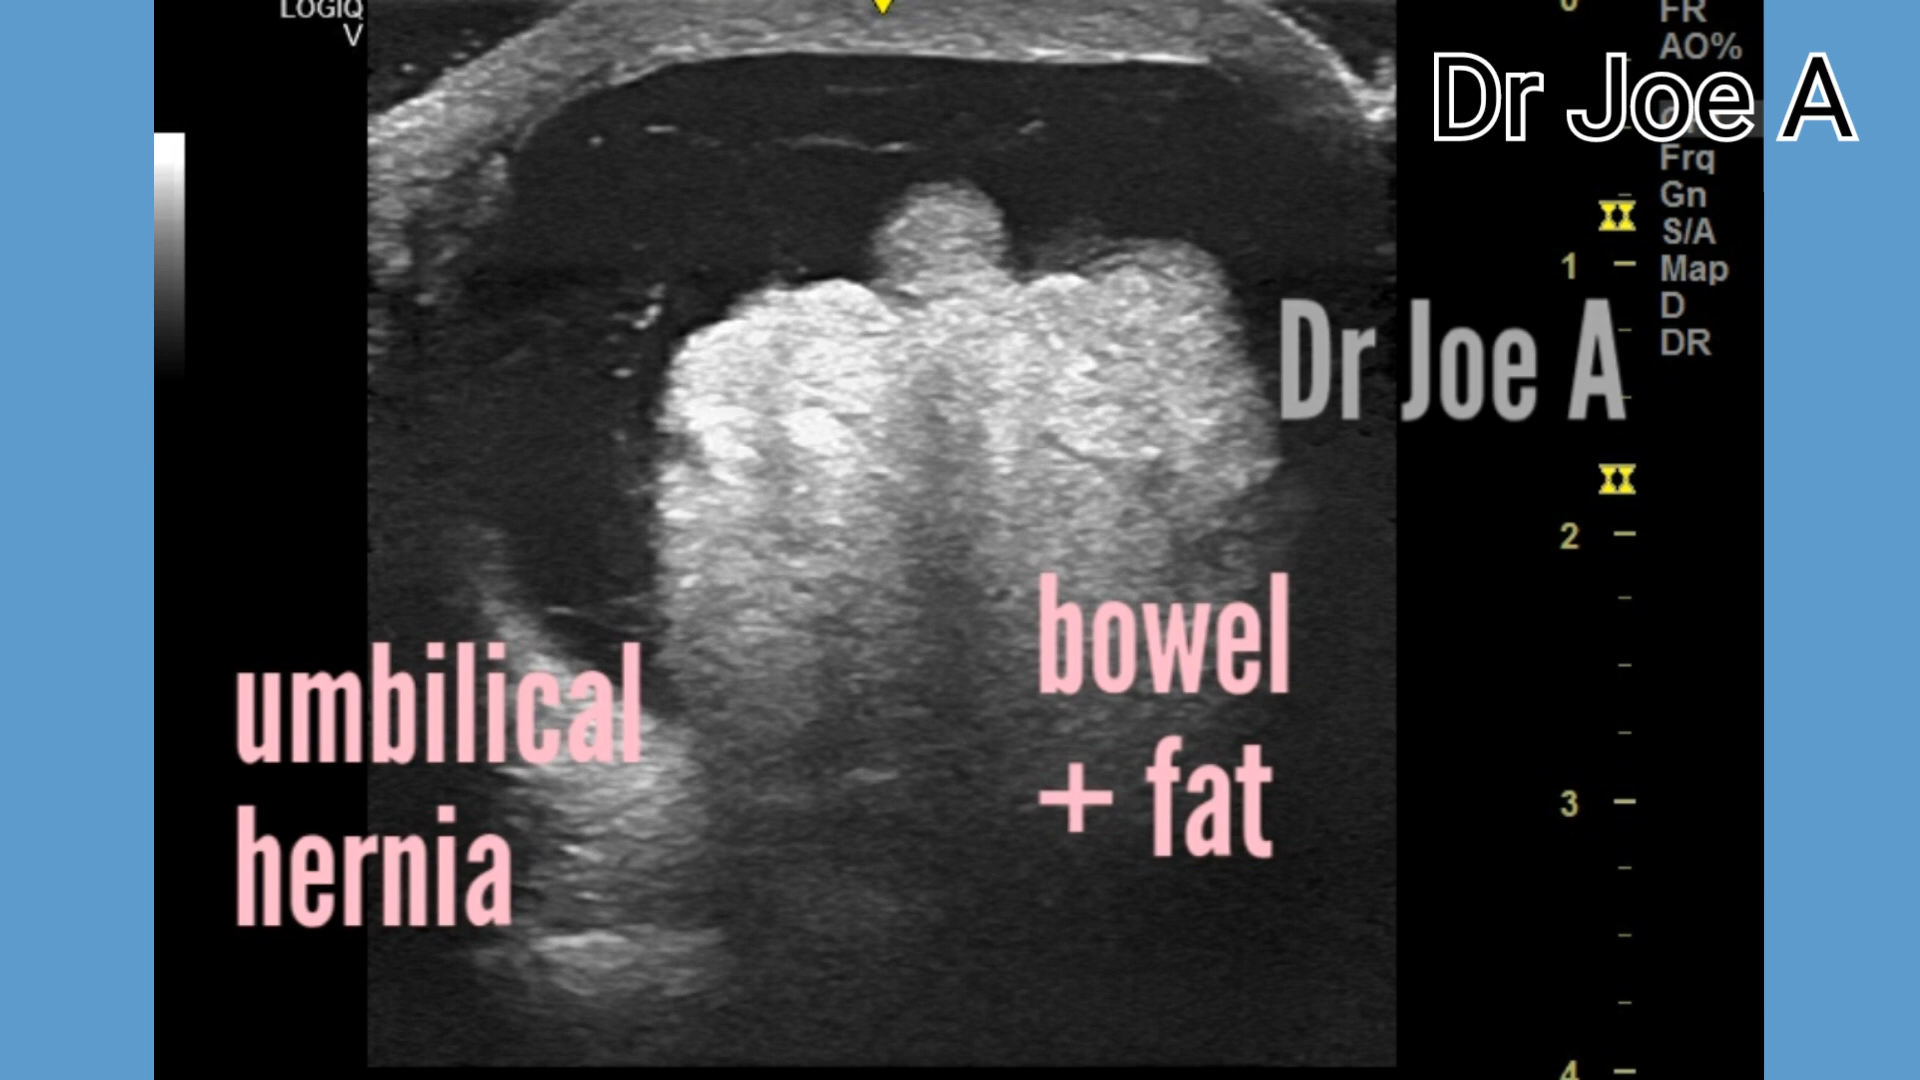 LOGIQ
V
FR
AO%
Dr Joe A
Frq
Gn
S/A
Map
D
DR
Dr Joe A
0
1
2
3
4
umbilical
hernia
bowel
+ fat